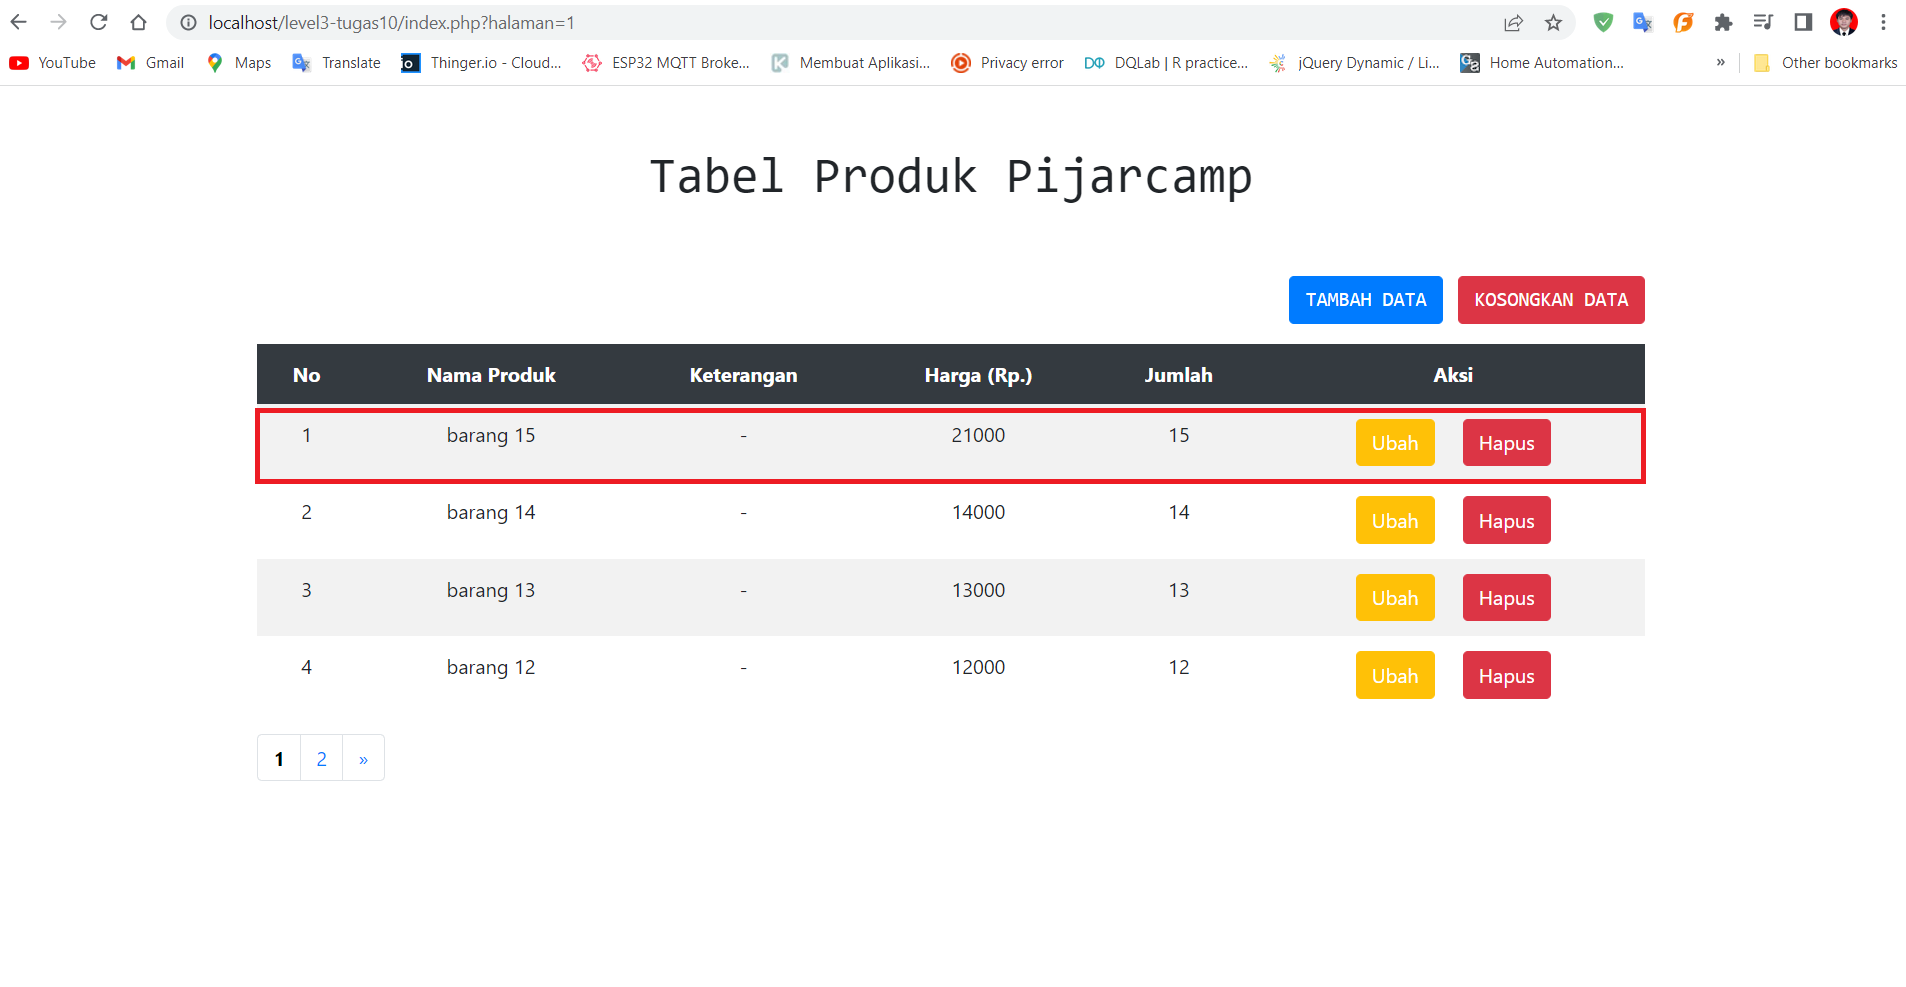 localhost/level3-tugas10/index.php?halaman=1
YouTube Gmail Maps Translate Thinger.io - Cloud... ESP32 MQTT Broke... Membuat Aplikasi... Privacy error DQLab | R practice... jQuery Dynamic / Li... Home Automation... » Other bookmarks
Tabel Produk Pijarcamp
TAMBAH DATA KOSONGKAN DATA
No Nama Produk Keterangan Harga (Rp.) Jumlah Aksi
1 barang 15 - 21000 15 Ubah Hapus
2 barang 14 - 14000 14 Ubah Hapus
3 barang 13 - 13000 13 Ubah Hapus
4 barang 12 - 12000 12 Ubah Hapus
1 2 »